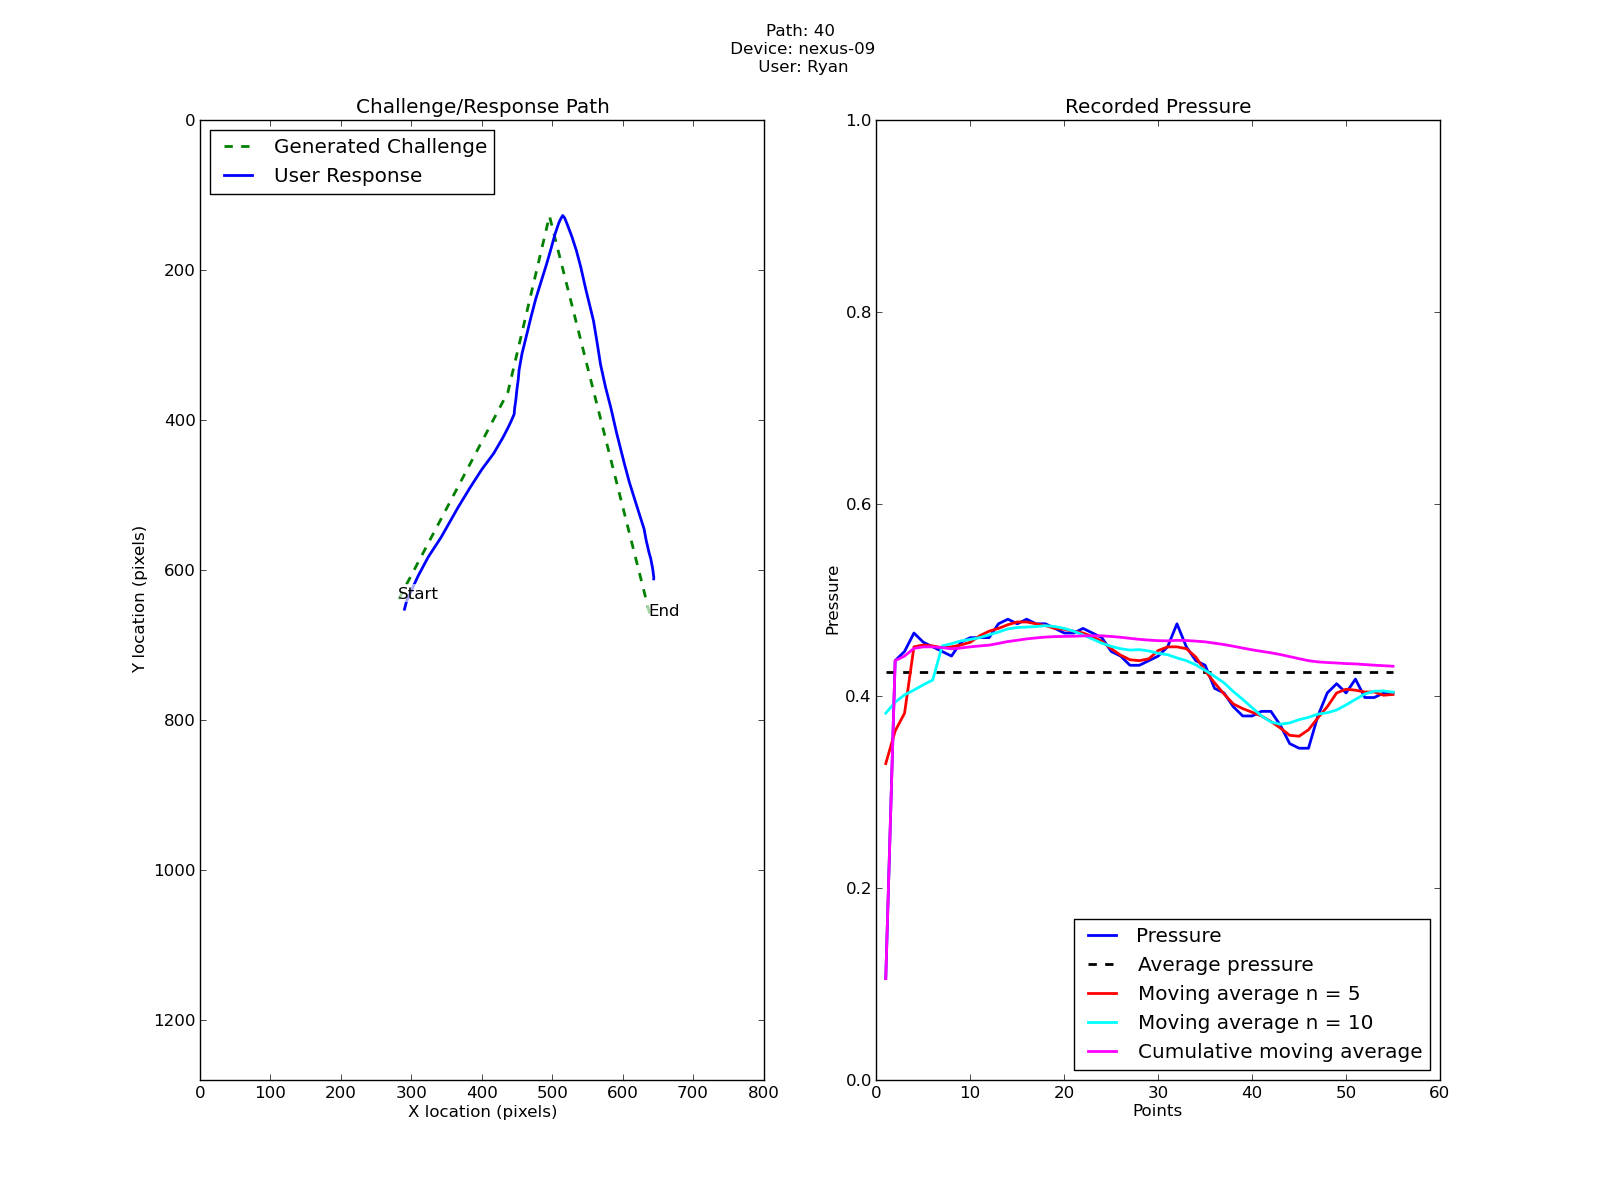 Path: 40
Device: nexus-09
User: Ryan
Challenge/Response Path
0
200
400
600
800
1000
1200
Y location (pixels)
Generated Challenge
User Response
Start
End
0 100 200 300 400 500 600 700 800
X location (pixels)
Recorded Pressure
1.0
0.8
0.6
0.4
0.2
0.0
Pressure
Pressure
Average pressure
Moving average n = 5
Moving average n = 10
Cumulative moving average
0 10 20 30 40 50 60
Points